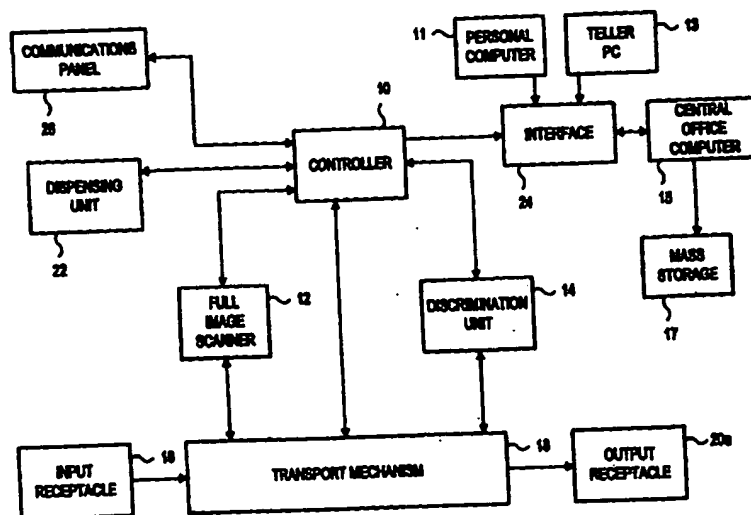 11
PERSONAL
COMPUTER
TELLER
PC
13
COMMUNICATIONS
PANEL
26
10
CONTROLLER
INTERFACE
24
CENTRAL
OFFICE
COMPUTER
15
DISPENSING
UNIT
22
MASS
STORAGE
17
FULL
IMAGE
SCANNER
12
DISCRIMINATION
UNIT
14
INPUT
RECEPTACLE
16
TRANSPORT MECHANISM
18
OUTPUT
RECEPTACLE
20a